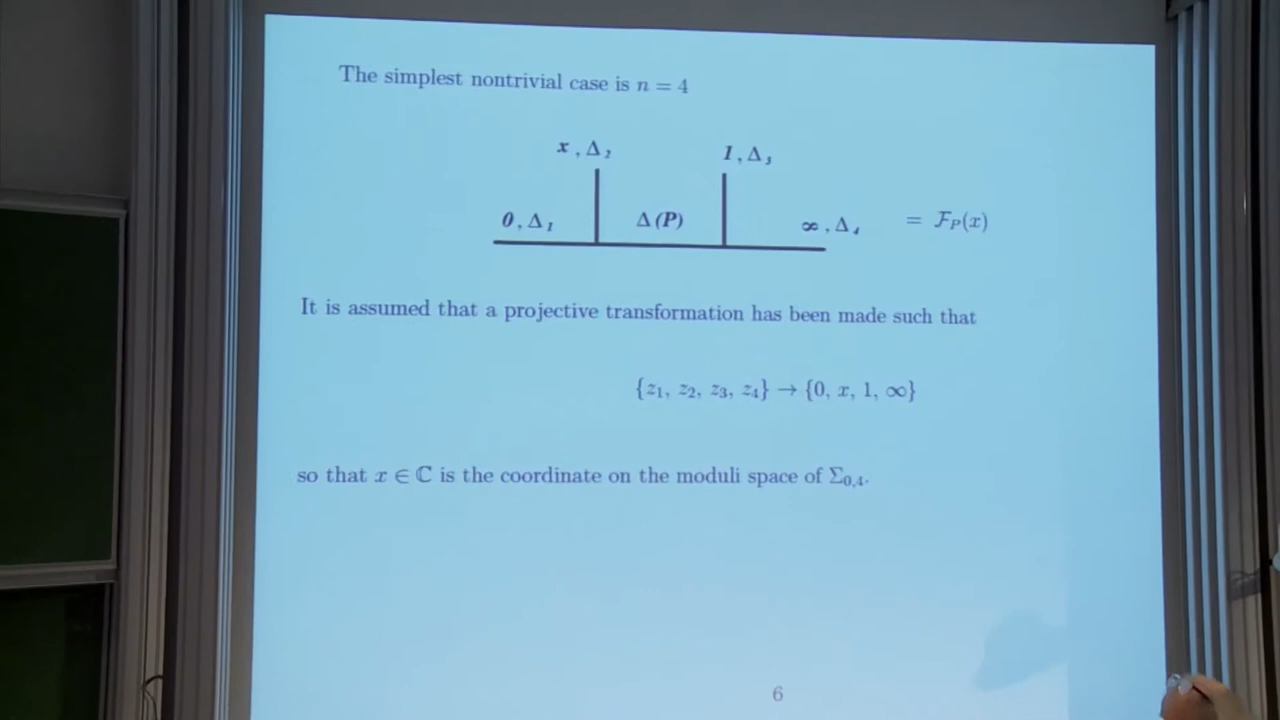 The simplest nontrivial case is n = 4
x , Δ₂ 1 , Δ₃
0 , Δ₁ Δ(P) ∞ , Δ₄ = ℱ_P(x)
It is assumed that a projective transformation has been made such that
{z₁, z₂, z₃, z₄} → {0, x, 1, ∞}
so that x ∈ ℂ is the coordinate on the moduli space of Σ₀,₄.
6